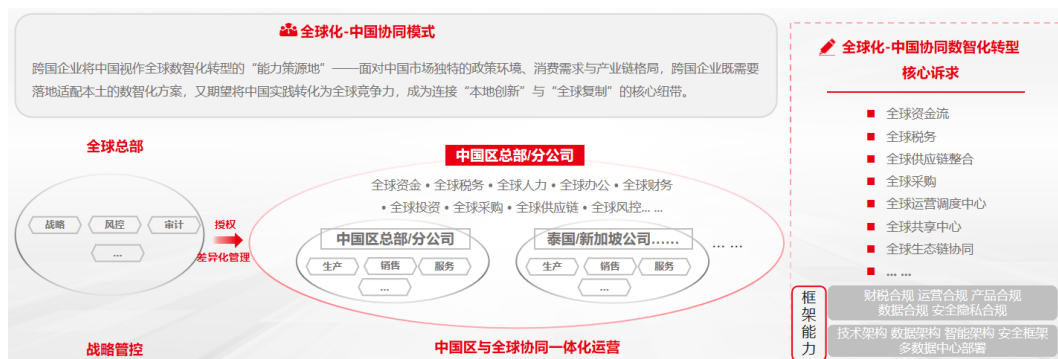 全球化-中国协同模式
跨国企业将中国视作全球数智化转型的“能力策源地”——面对中国市场独特的政策环境、消费需求与产业链格局，跨国企业既需要
落地适配本土的数智化方案，又期望将中国实践转化为全球竞争力，成为连接“本地创新”与“全球复制”的核心纽带。
全球总部
战略
风控
审计
...
战略管控
授权
差异化管理
中国区总部/分公司
全球资金 • 全球税务 • 全球人力 • 全球办公 • 全球财务
• 全球投资 • 全球采购 • 全球供应链 • 全球风控... ...
中国区总部/分公司
生产
销售
服务
...
泰国/新加坡公司……
生产
销售
服务
...
... ...
中国区与全球协同一体化运营
全球化-中国协同数智化转型
核心诉求
■ 全球资金流
■ 全球税务
■ 全球供应链整合
■ 全球采购
■ 全球运营调度中心
■ 全球共享中心
■ 全球生态链协同
■ ... ...
框架能力
财税合规 运营合规 产品合规
数据合规 安全隐私合规
技术架构 数据架构 智能架构 安全框架
多数据中心部署